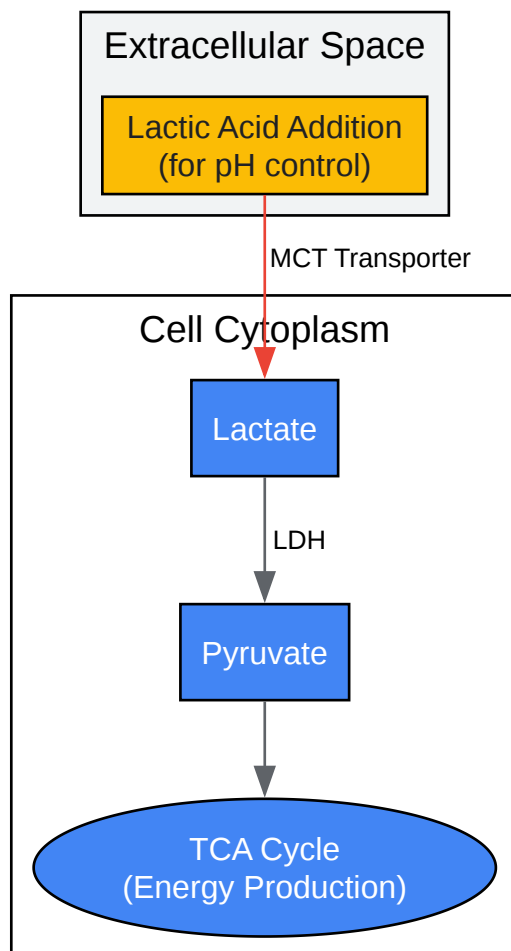 Extracellular Space
Lactic Acid Addition
(for pH control)
MCT Transporter
Cell Cytoplasm
Lactate
LDH
Pyruvate
TCA Cycle
(Energy Production)